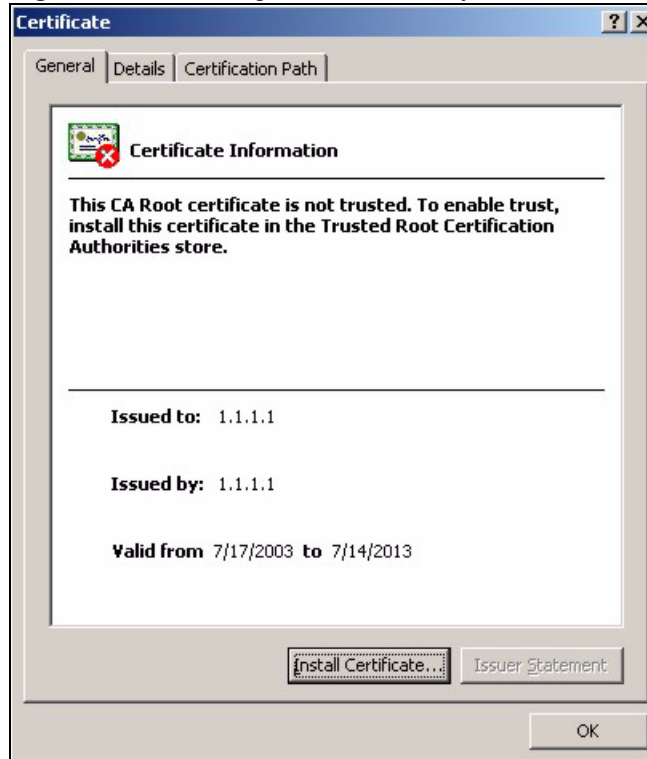 Certificate
General Details Certification Path
Certificate Information
This CA Root certificate is not trusted. To enable trust,
install this certificate in the Trusted Root Certification
Authorities store.
Issued to: 1.1.1.1
Issued by: 1.1.1.1
Valid from 7/17/2003 to 7/14/2013
Install Certificate... Issuer Statement
OK